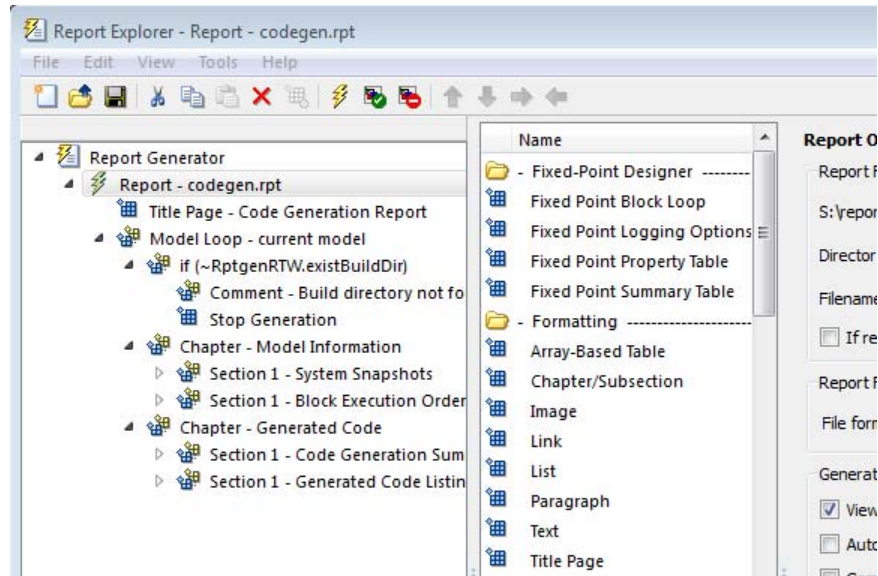 Report Explorer - Report - codegen.rpt
File Edit View Tools Help
Report Generator
Report - codegen.rpt
Title Page - Code Generation Report
Model Loop - current model
if (~RptgenRTW.existBuildDir)
Comment - Build directory not fo
Stop Generation
Chapter - Model Information
Section 1 - System Snapshots
Section 1 - Block Execution Order
Chapter - Generated Code
Section 1 - Code Generation Sum
Section 1 - Generated Code Listin
Name
- Fixed-Point Designer --------
Fixed Point Block Loop
Fixed Point Logging Options
Fixed Point Property Table
Fixed Point Summary Table
- Formatting ---------------------
Array-Based Table
Chapter/Subsection
Image
Link
List
Paragraph
Text
Title Page
Report O
Report F
S:\repor
Director
Filename
If re
Report F
File form
Generat
View
Auto